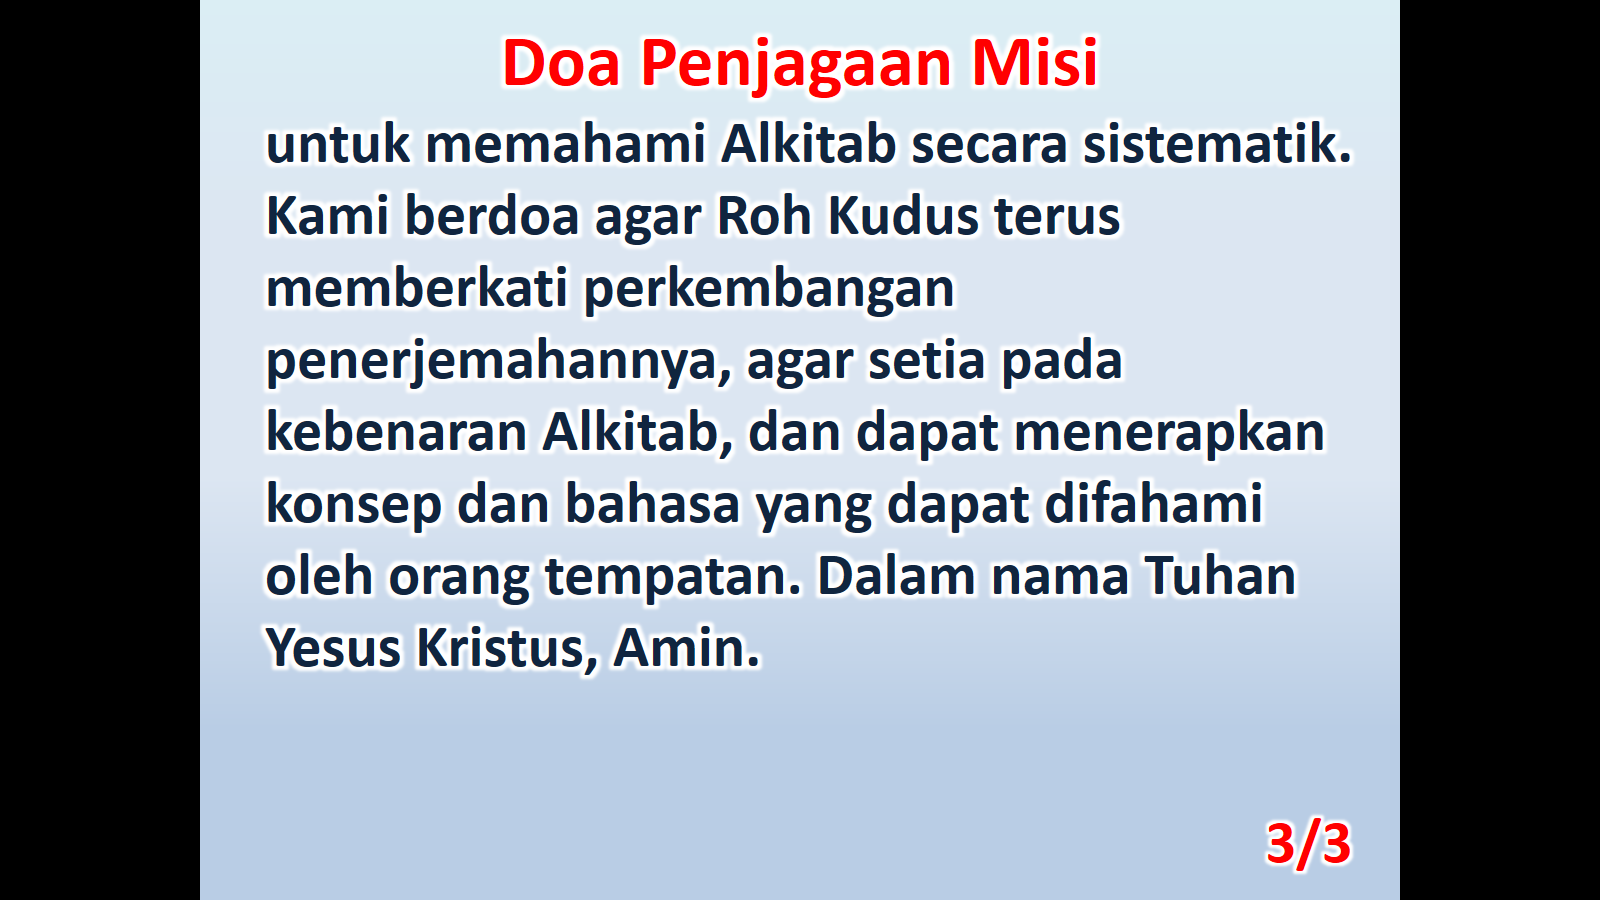 Doa Penjagaan Misi
untuk memahami Alkitab secara sistematik.
Kami berdoa agar Roh Kudus terus
memberkati perkembangan
penerjemahannya, agar setia pada
kebenaran Alkitab, dan dapat menerapkan
konsep dan bahasa yang dapat difahami
oleh orang tempatan. Dalam nama Tuhan
Yesus Kristus, Amin.
3/3